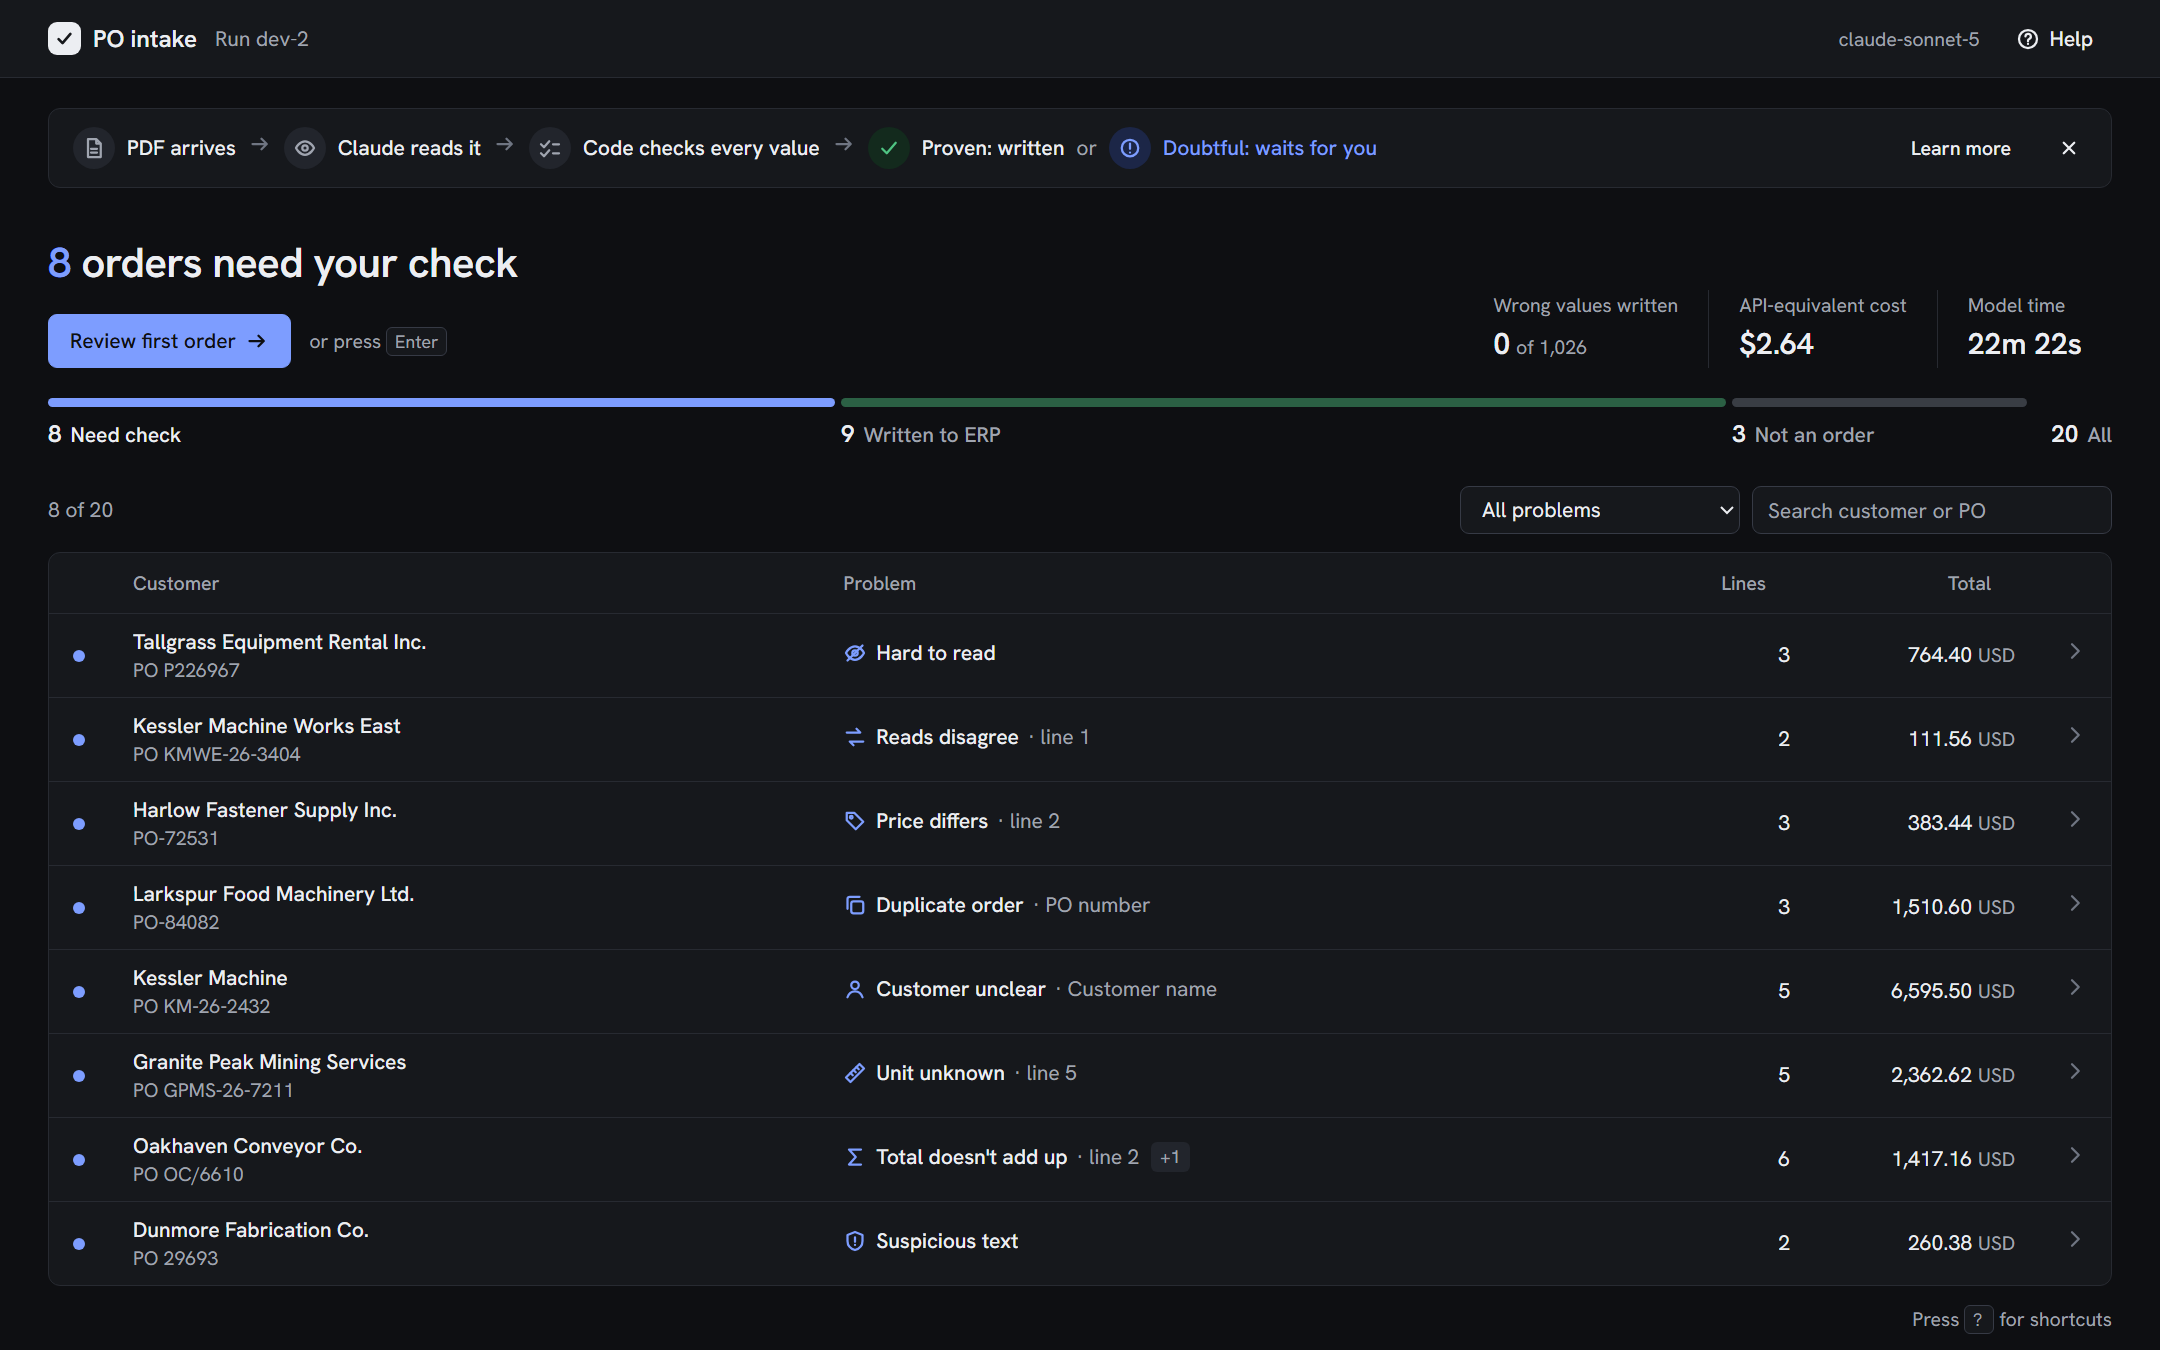 PO intake Run dev-2 claude-sonnet-5 Help
PDF arrives → Claude reads it → Code checks every value → Proven: written or Doubtful: waits for you Learn more
8 orders need your check
Review first order → or press Enter
Wrong values written API-equivalent cost Model time
0 of 1,026 $2.64 22m 22s
8 Need check 9 Written to ERP 3 Not an order 20 All
8 of 20 All problems Search customer or PO
Customer Problem Lines Total
Tallgrass Equipment Rental Inc.
PO P226967
Hard to read 3 764.40 USD
Kessler Machine Works East
PO KMWE-26-3404
Reads disagree · line 1 2 111.56 USD
Harlow Fastener Supply Inc.
PO-72531
Price differs · line 2 3 383.44 USD
Larkspur Food Machinery Ltd.
PO-84082
Duplicate order · PO number 3 1,510.60 USD
Kessler Machine
PO KM-26-2432
Customer unclear · Customer name 5 6,595.50 USD
Granite Peak Mining Services
PO GPMS-26-7211
Unit unknown · line 5 5 2,362.62 USD
Oakhaven Conveyor Co.
PO OC/6610
Total doesn't add up · line 2 +1 6 1,417.16 USD
Dunmore Fabrication Co.
PO 29693
Suspicious text 2 260.38 USD
Press ? for shortcuts